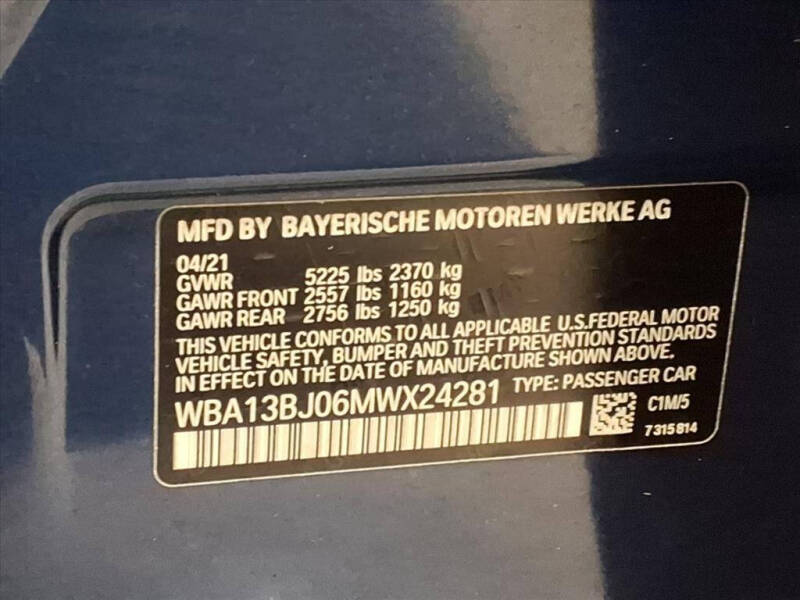 MFD BY BAYERISCHE MOTOREN WERKE AG
04/21
GVWR 5225 lbs 2370 kg
GAWR FRONT 2557 lbs 1160 kg
GAWR REAR 2756 lbs 1250 kg
THIS VEHICLE CONFORMS TO ALL APPLICABLE U.S.FEDERAL MOTOR
VEHICLE SAFETY, BUMPER AND THEFT PREVENTION STANDARDS
IN EFFECT ON THE DATE OF MANUFACTURE SHOWN ABOVE.
WBA13BJ06MWX24281 TYPE: PASSENGER CAR
C1M/5
7315814